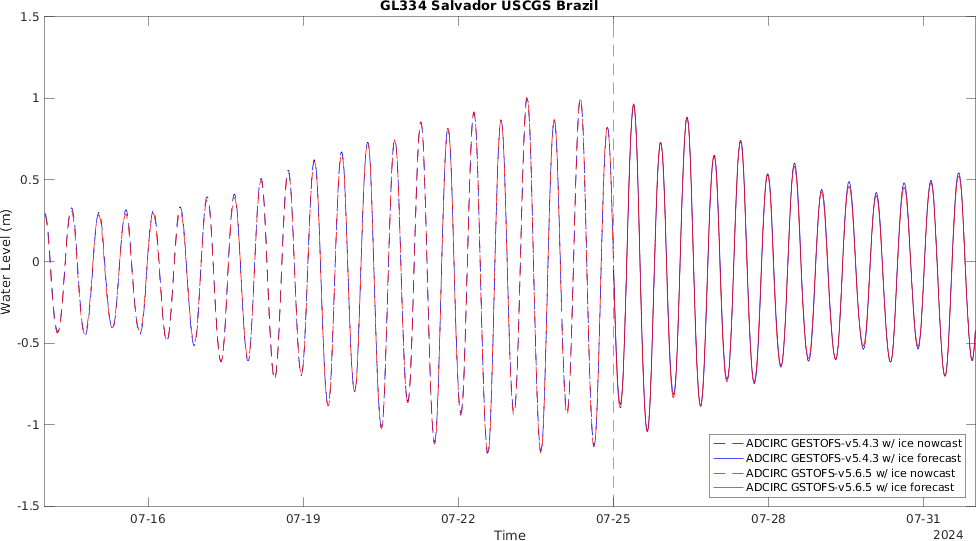 GL334 Salvador USCGS Brazil
Water Level (m)
1.5
1
0.5
0
-0.5
-1
-1.5
ADCIRC GESTOFS-v5.4.3 w/ ice nowcast
ADCIRC GESTOFS-v5.4.3 w/ ice forecast
ADCIRC GSTOFS-v5.6.5 w/ ice nowcast
ADCIRC GSTOFS-v5.6.5 w/ ice forecast
07-16 07-19 07-22 07-25 07-28 07-31
Time
2024